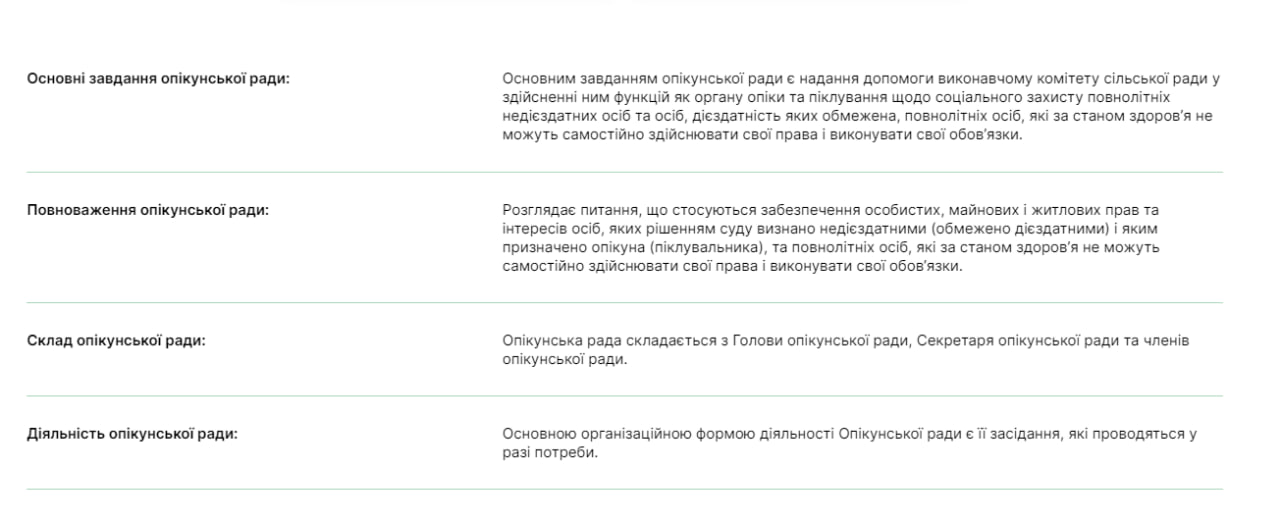 Основні завдання опікунської ради:
Основним завданням опікунської ради є надання допомоги виконавчому комітету сільської ради у
здійсненні ним функцій як органу опіки та піклування щодо соціального захисту повнолітніх
недієздатних осіб та осіб, дієздатність яких обмежена, повнолітніх осіб, які за станом здоров’я не
можуть самостійно здійснювати свої права і виконувати свої обов’язки.
Повноваження опікунської ради:
Розглядає питання, що стосуються забезпечення особистих, майнових і житлових прав та
інтересів осіб, яких рішенням суду визнано недієздатними (обмежено дієздатними) і яким
призначено опікуна (піклувальника), та повнолітніх осіб, які за станом здоров’я не можуть
самостійно здійснювати свої права і виконувати свої обов’язки.
Склад опікунської ради:
Опікунська рада складається з Голови опікунської ради, Секретаря опікунської ради та членів
опікунської ради.
Діяльність опікунської ради:
Основною організаційною формою діяльності Опікунської ради є її засідання, які проводяться у
разі потреби.